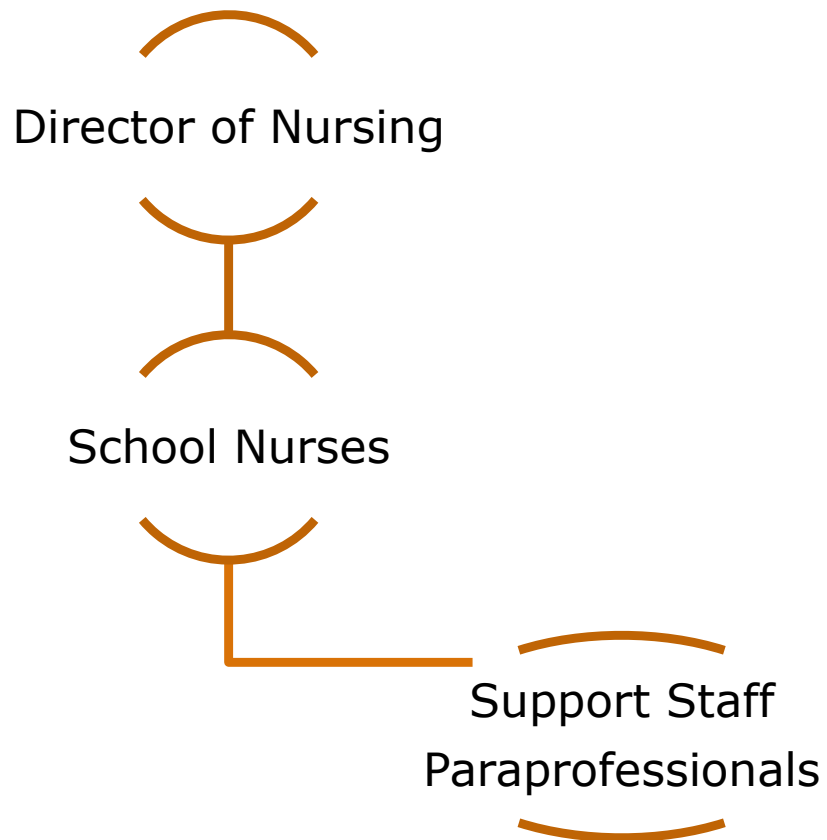 Director of Nursing
School Nurses
Support Staff
Paraprofessionals